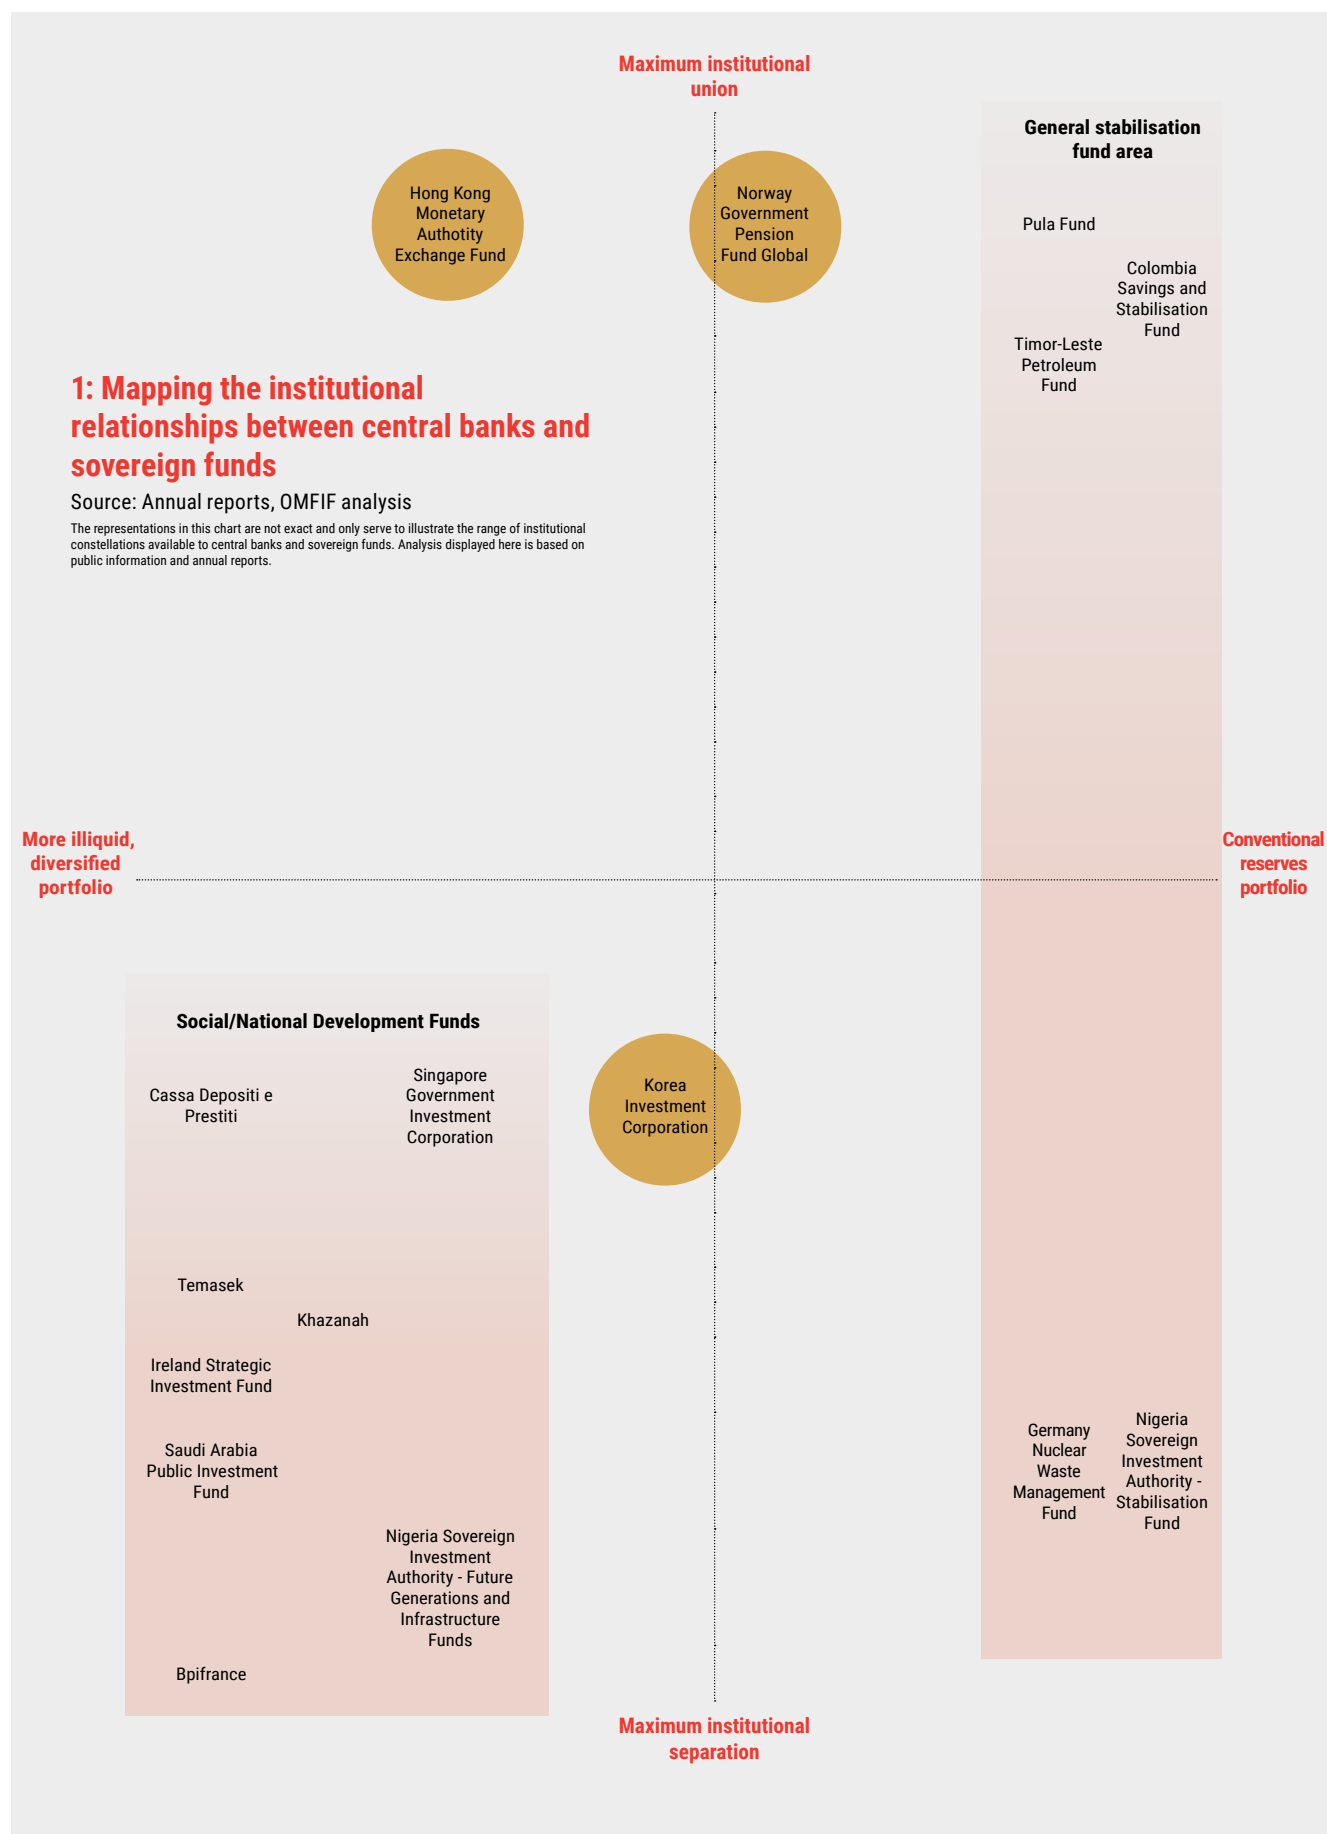 Maximum institutional
union
General stabilisation
fund area
Hong Kong
Monetary
Authotity
Exchange Fund
Norway
Government
Pension
Fund Global
Pula Fund
Colombia
Savings and
Stabilisation
Fund
Timor-Leste
Petroleum
Fund
1: Mapping the institutional
relationships between central banks and
sovereign funds
Source: Annual reports, OMFIF analysis
The representations in this chart are not exact and only serve to illustrate the range of institutional
constellations available to central banks and sovereign funds. Analysis displayed here is based on
public information and annual reports.
More illiquid,
diversified
portfolio
Conventional
reserves
portfolio
Social/National Development Funds
Cassa Depositi e
Prestiti
Singapore
Government
Investment
Corporation
Korea
Investment
Corporation
Temasek
Khazanah
Ireland Strategic
Investment Fund
Saudi Arabia
Public Investment
Fund
Germany
Nuclear
Waste
Management
Fund
Nigeria
Sovereign
Investment
Authority -
Stabilisation
Fund
Nigeria Sovereign
Investment
Authority - Future
Generations and
Infrastructure
Funds
Bpifrance
Maximum institutional
separation